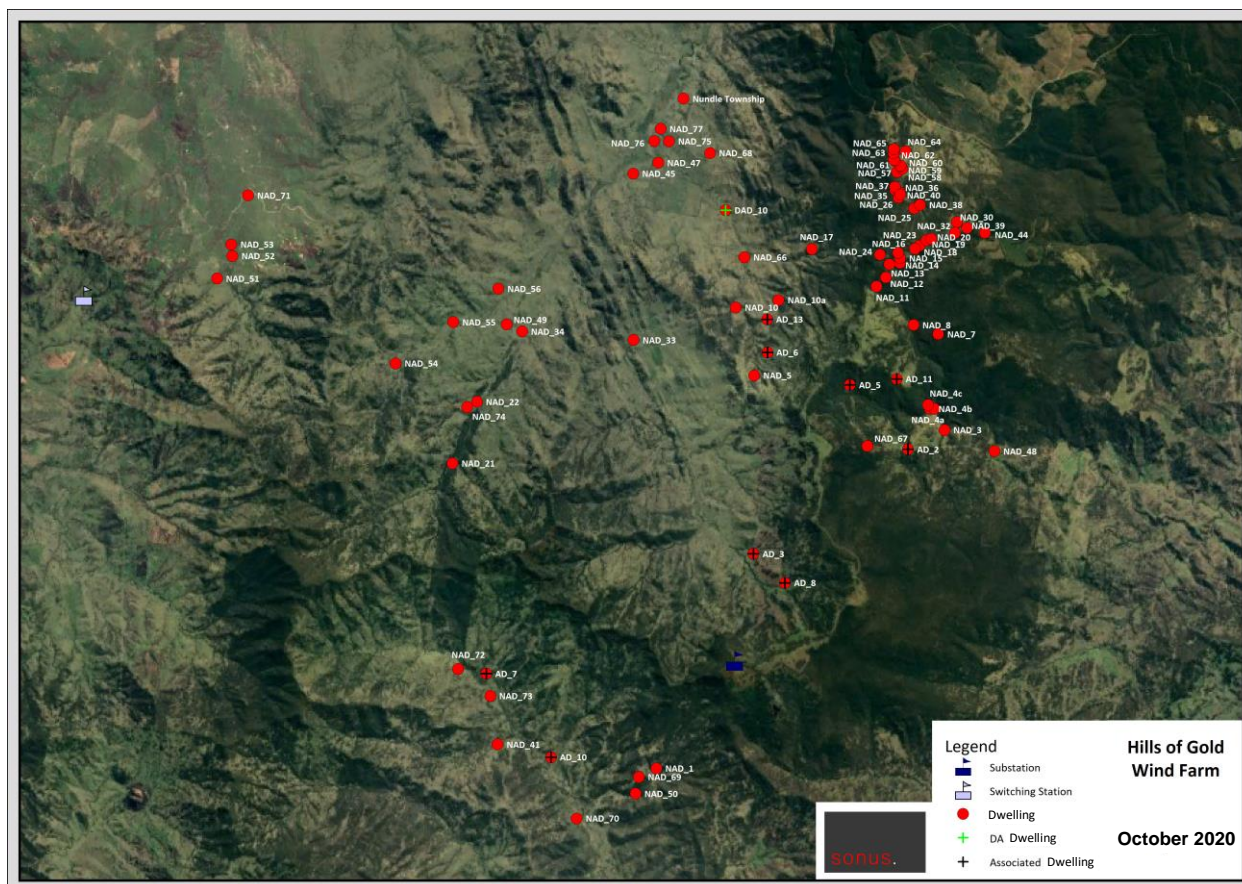 Nundle Township
NAD_77
NAD_76
NAD_75
NAD_68
NAD_47
NAD_45
NAD_65
NAD_64
NAD_63
NAD_62
NAD_61
NAD_60
NAD_57
NAD_59
NAD_58
NAD_37
NAD_36
NAD_35
NAD_40
NAD_26
NAD_38
NAD_25
NAD_71
DAD_10
NAD_30
NAD_32
NAD_39
NAD_44
NAD_23
NAD_20
NAD_53
NAD_52
NAD_17
NAD_16
NAD_19
NAD_24
NAD_18
NAD_66
NAD_15
NAD_14
NAD_51
NAD_13
NAD_12
NAD_56
NAD_11
NAD_10a
NAD_10
AD_13
NAD_55
NAD_49
NAD_34
NAD_8
NAD_7
NAD_33
AD_6
NAD_54
NAD_5
AD_5
AD_11
NAD_22
NAD_74
NAD_4c
NAD_4b
NAD_4a
NAD_3
NAD_67
AD_2
NAD_48
NAD_21
AD_3
AD_8
NAD_72
AD_7
NAD_73
NAD_41
AD_10
NAD_1
NAD_69
NAD_50
NAD_70
Legend
Substation
Switching Station
Dwelling
DA Dwelling
Associated Dwelling
Hills of Gold
Wind Farm
October 2020
sonus.